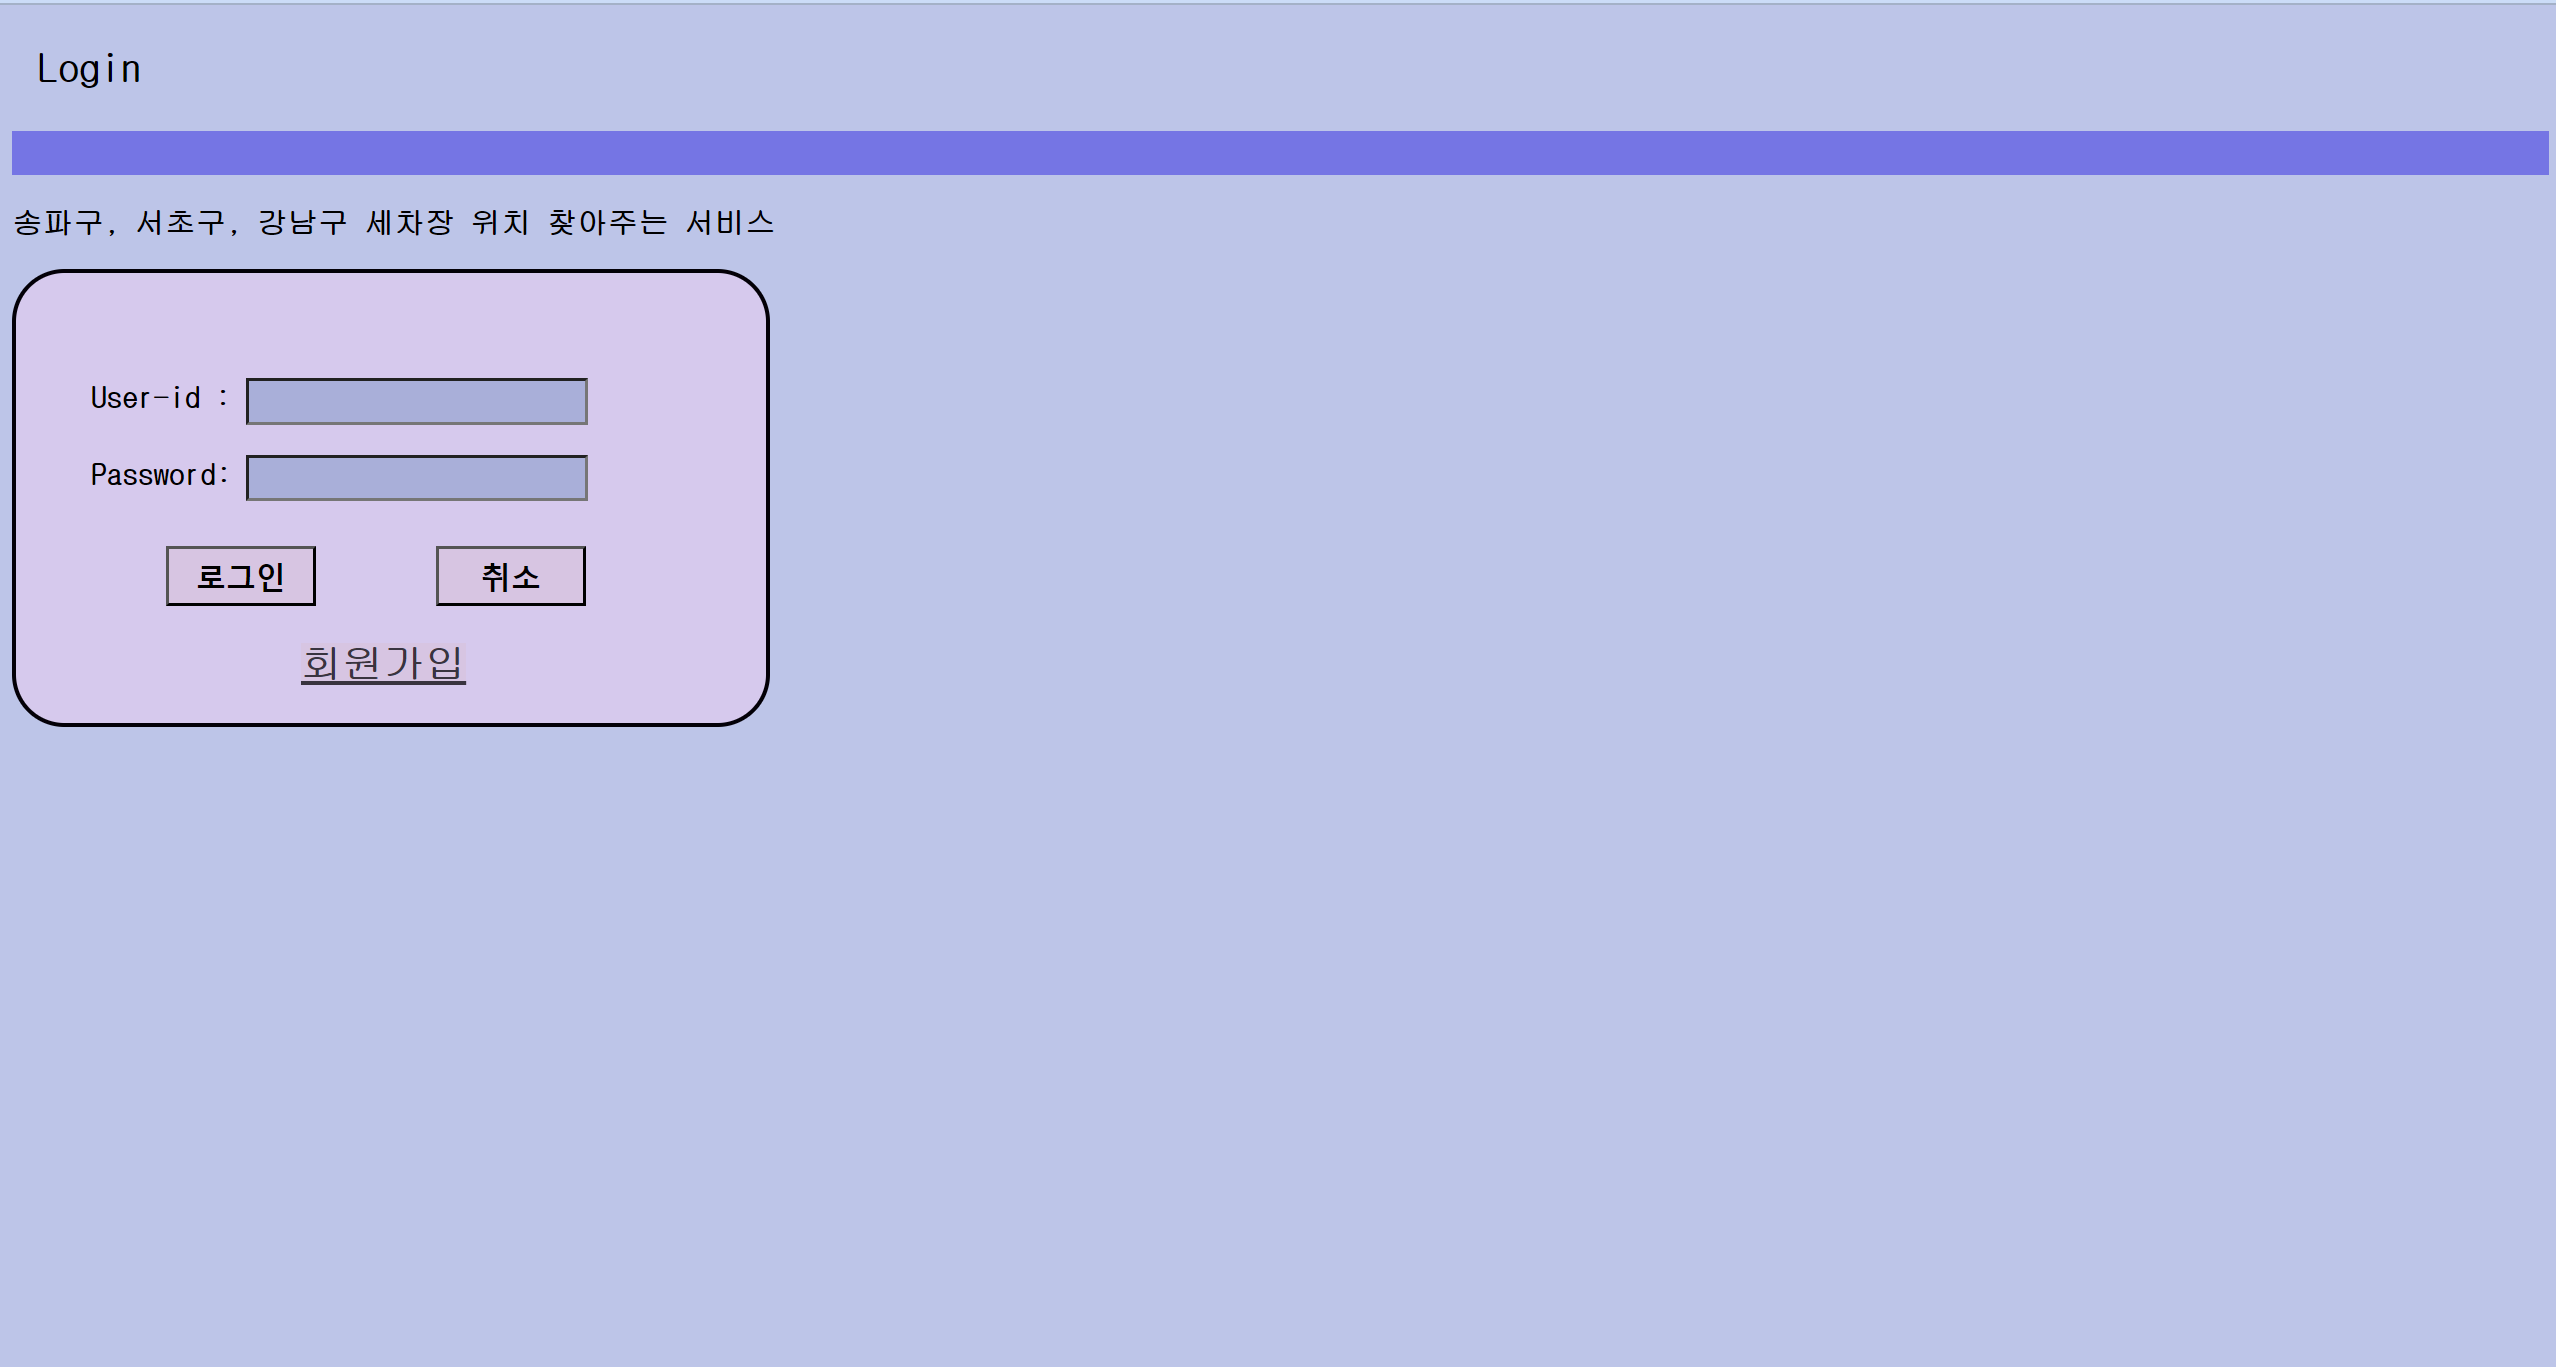 Login
송파구, 서초구, 강남구 세차장 위치 찾아주는 서비스
User-id :
Password:
로그인 취소
회원가입